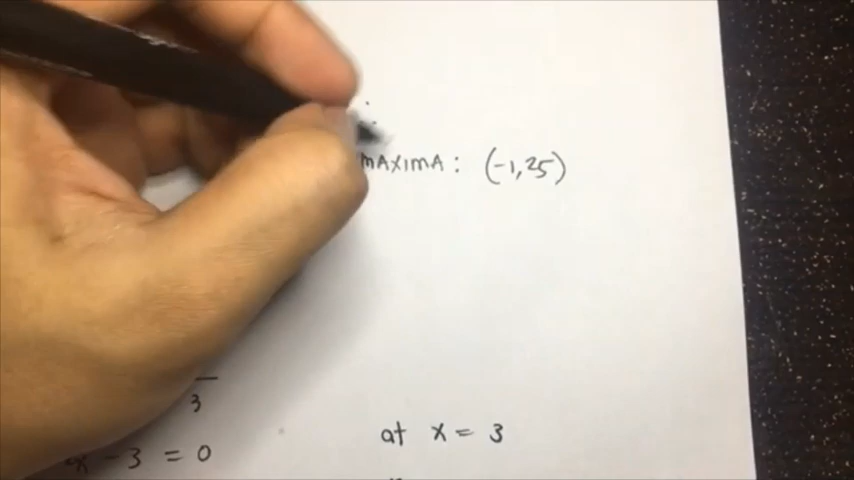 MAXIMA: (-1,25)
3
x - 3 = 0
at x = 3